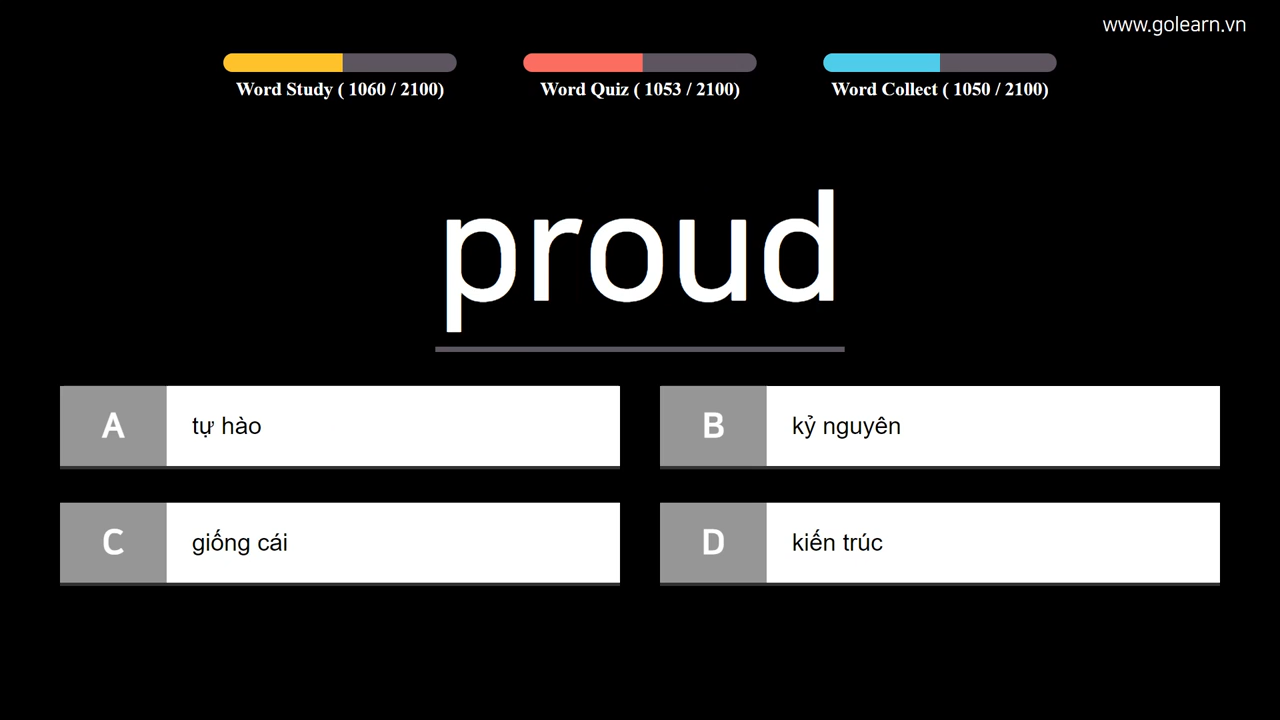 www.golearn.vn
Word Study ( 1060 / 2100)
Word Quiz ( 1053 / 2100)
Word Collect ( 1050 / 2100)
proud
A tự hào
B kỷ nguyên
C giống cái
D kiến trúc